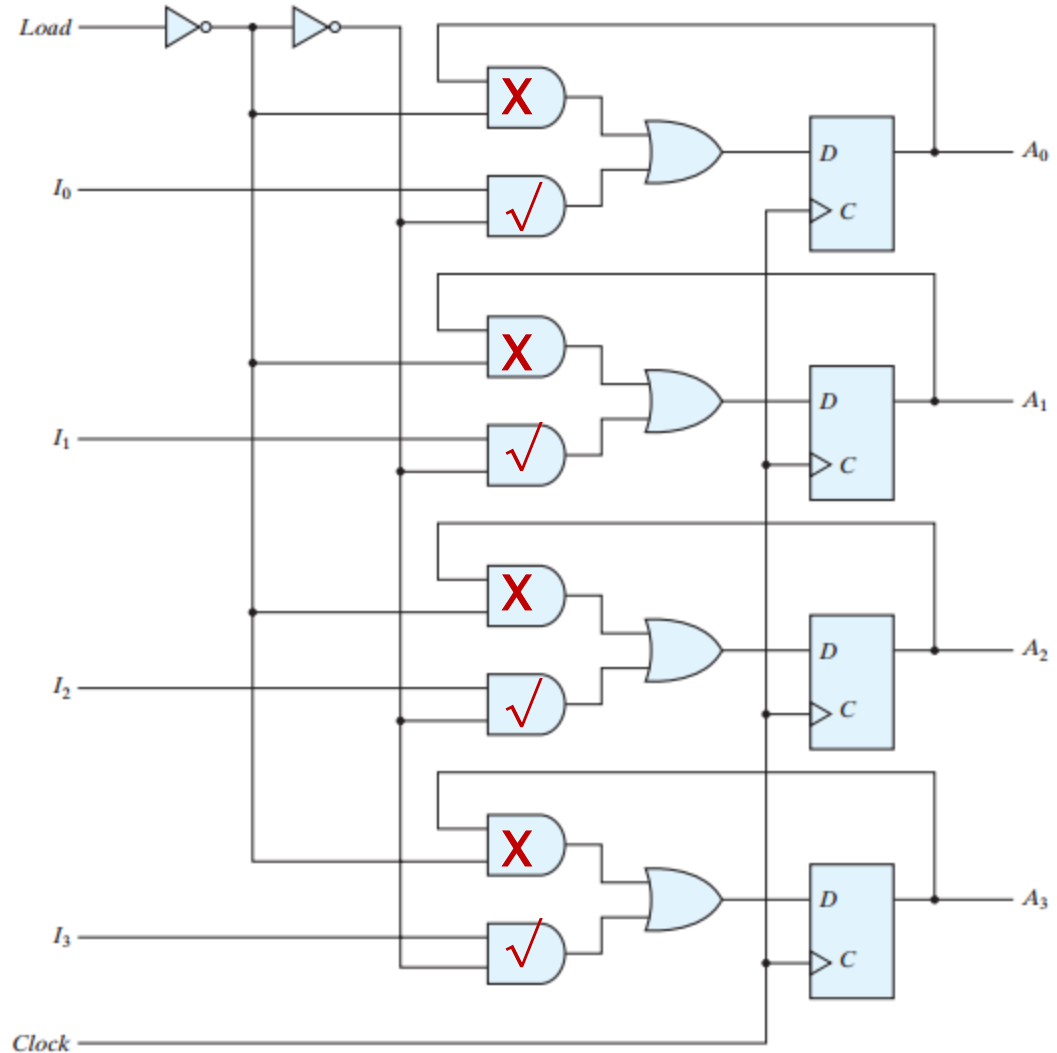 Load
X
D
A₀
I₀
√
C
X
D
A₁
I₁
√
C
X
D
A₂
I₂
√
C
X
D
A₃
I₃
√
C
Clock